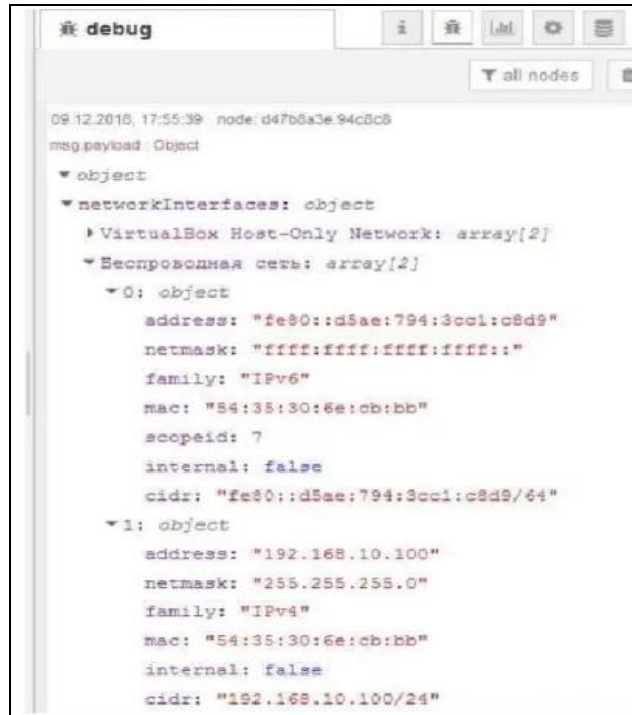 debug
all nodes
09.12.2018, 17:55:39 node: d47b8a3e.94c8c8
msg.payload : Object
object
networkInterfaces: object
VirtualBox Host-Only Network: array[2]
Беспроводная сеть: array[2]
0: object
address: "fe80::d5ae:794:3cc1:c8d9"
netmask: "ffff:ffff:ffff:ffff::"
family: "IPv6"
mac: "54:35:30:6e:cb:bb"
scopeid: 7
internal: false
cidr: "fe80::d5ae:794:3cc1:c8d9/64"
1: object
address: "192.168.10.100"
netmask: "255.255.255.0"
family: "IPv4"
mac: "54:35:30:6e:cb:bb"
internal: false
cidr: "192.168.10.100/24"